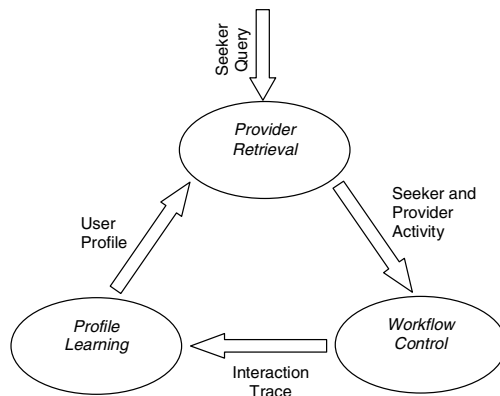 Seeker
Query
Provider
Retrieval
User
Profile
Seeker and
Provider
Activity
Profile
Learning
Workflow
Control
Interaction
Trace